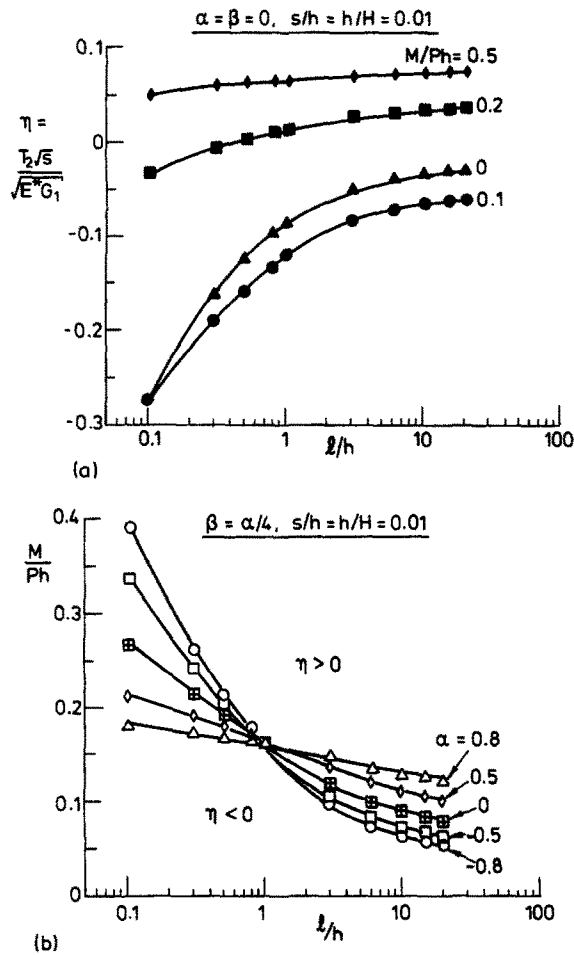 α = β = 0, s/h = h/H = 0.01
0.1
M/Ph = 0.5
η =
T₂√s
√E*G₁
0
0.2
0
-0.1
0.1
-0.2
-0.3
0.1
1
10
100
ℓ/h
(a)
β = α/4, s/h = h/H = 0.01
0.4
M
Ph
0.3
η > 0
0.2
α = 0.8
0.5
0.1
η < 0
0
-0.5
-0.8
0
0.1
1
10
100
ℓ/h
(b)